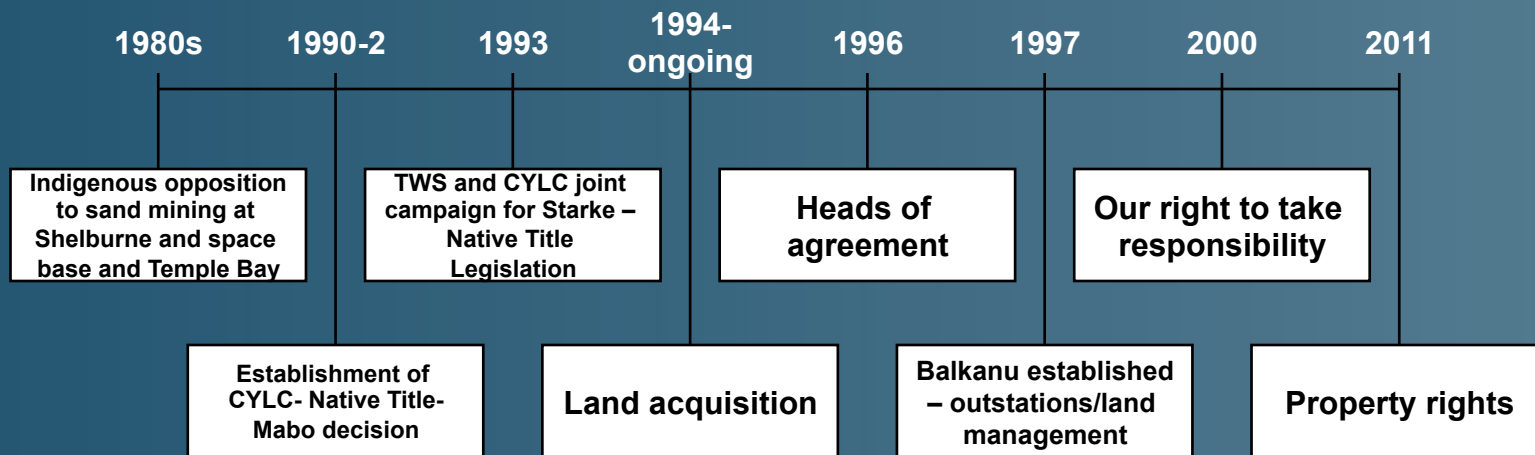 1980s
1990-2
1993
1994-
ongoing
1996
1997
2000
2011
Indigenous opposition
to sand mining at
Shelburne and space
base and Temple Bay
TWS and CYLC joint
campaign for Starke –
Native Title
Legislation
Heads of
agreement
Our right to take
responsibility
Establishment of
CYLC- Native Title-
Mabo decision
Land acquisition
Balkanu established
– outstations/land
management
Property rights